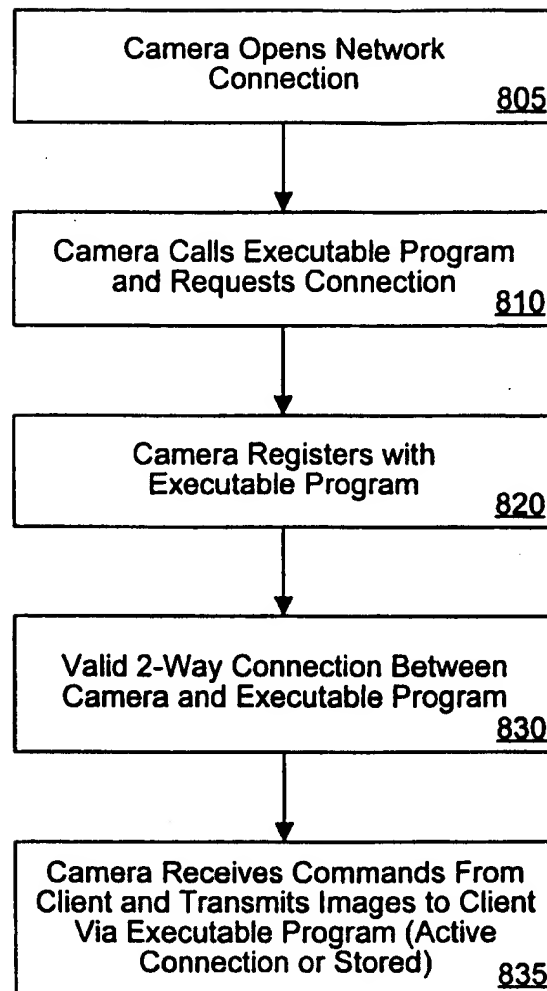 Camera Opens Network
Connection
805
Camera Calls Executable Program
and Requests Connection
810
Camera Registers with
Executable Program
820
Valid 2-Way Connection Between
Camera and Executable Program
830
Camera Receives Commands From
Client and Transmits Images to Client
Via Executable Program (Active
Connection or Stored)
835